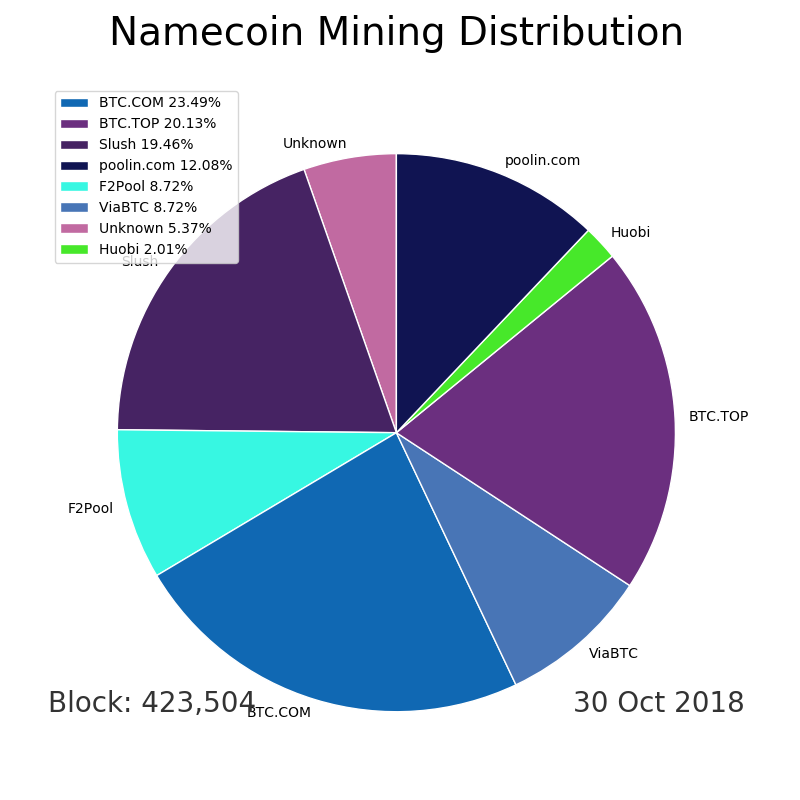 Namecoin Mining Distribution
BTC.COM 23.49%
BTC.TOP 20.13%
Slush 19.46%
poolin.com 12.08%
F2Pool 8.72%
ViaBTC 8.72%
Unknown 5.37%
Huobi 2.01%
Unknown
poolin.com
Huobi
Slush
BTC.TOP
F2Pool
ViaBTC
Block: 423,504
BTC.COM
30 Oct 2018